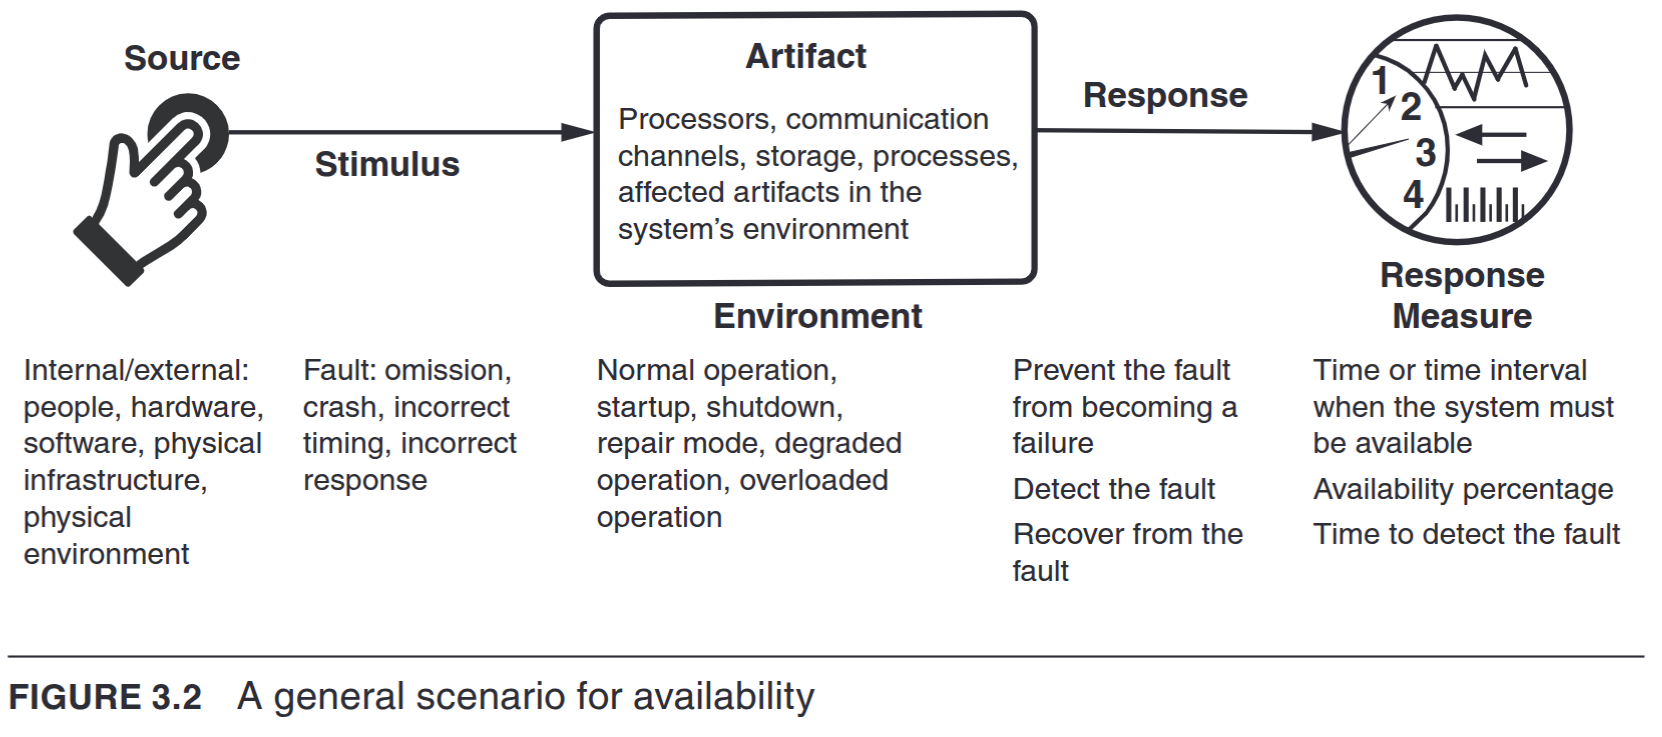 Source
Stimulus
Artifact
Processors, communication
channels, storage, processes,
affected artifacts in the
system's environment
Environment
Response
1
2
3
4
Response
Measure
Internal/external:
people, hardware,
software, physical
infrastructure,
physical
environment
Fault: omission,
crash, incorrect
timing, incorrect
response
Normal operation,
startup, shutdown,
repair mode, degraded
operation, overloaded
operation
Prevent the fault
from becoming a
failure
Detect the fault
Recover from the
fault
Time or time interval
when the system must
be available
Availability percentage
Time to detect the fault
FIGURE 3.2 A general scenario for availability